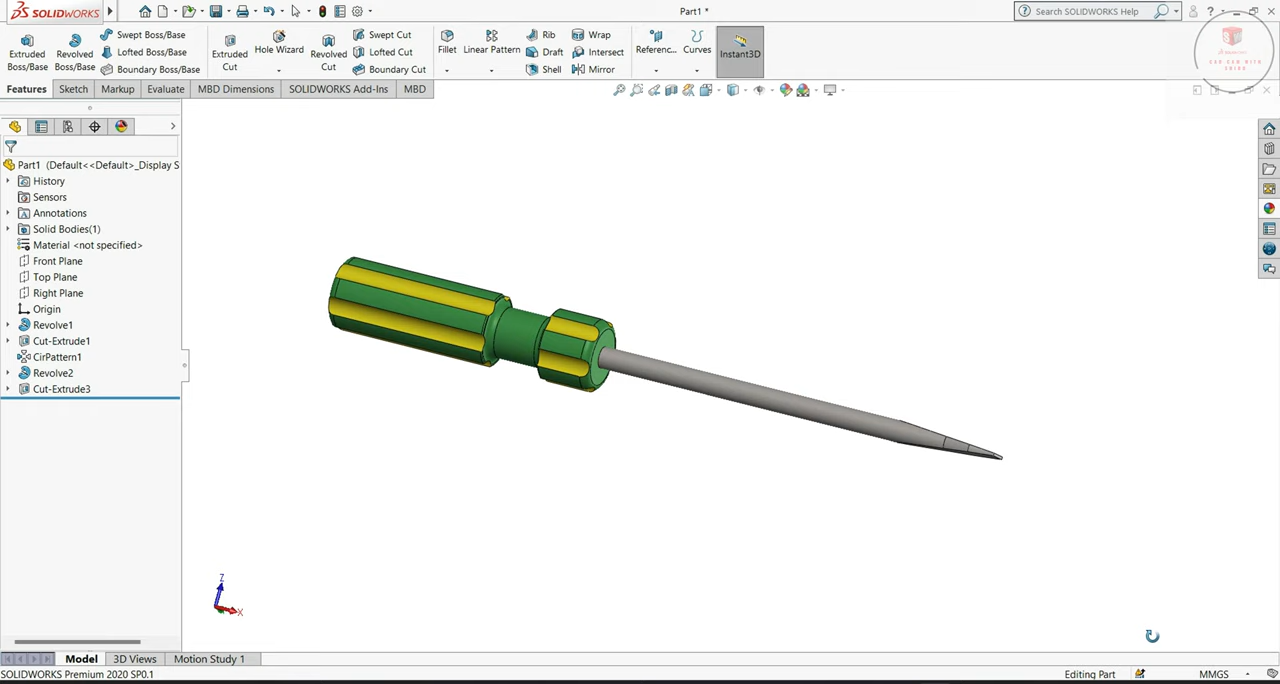 SOLIDWORKS
Part1 *
Search SOLIDWORKS Help
Extruded Boss/Base
Revolved Boss/Base
Swept Boss/Base
Lofted Boss/Base
Boundary Boss/Base
Extruded Cut
Hole Wizard
Revolved Cut
Swept Cut
Lofted Cut
Boundary Cut
Fillet
Linear Pattern
Rib
Draft
Shell
Wrap
Intersect
Mirror
Referenc...
Curves
Instant3D
CAD CED WITH
Features
Sketch
Markup
Evaluate
MBD Dimensions
SOLIDWORKS Add-Ins
MBD
Part1 (Default<<Default>_Display S
History
Sensors
Annotations
Solid Bodies(1)
Material <not specified>
Front Plane
Top Plane
Right Plane
Origin
Revolve1
Cut-Extrude1
CirPattern1
Revolve2
Cut-Extrude3
Z
X
Model
3D Views
Motion Study 1
SOLIDWORKS Premium 2020 SP0.1
Editing Part
MMGS